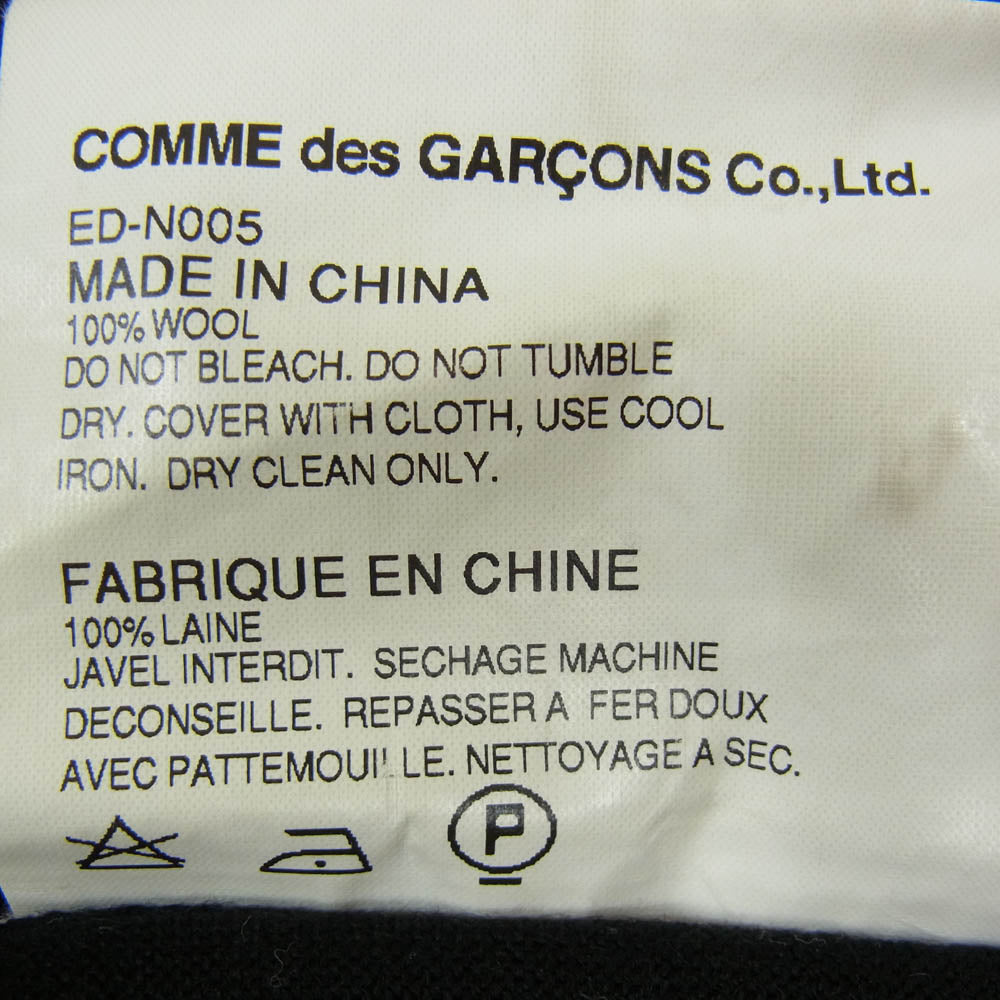 COMME des GARÇONS Co.,Ltd.
ED-N005
MADE IN CHINA
100% WOOL
DO NOT BLEACH. DO NOT TUMBLE
DRY. COVER WITH CLOTH, USE COOL
IRON. DRY CLEAN ONLY.
FABRIQUE EN CHINE
100% LAINE
JAVEL INTERDIT. SECHAGE MACHINE
DECONSEILLE. REPASSER A FER DOUX
AVEC PATTEMOUI' LE. NETTOYAGE A SEC.
P